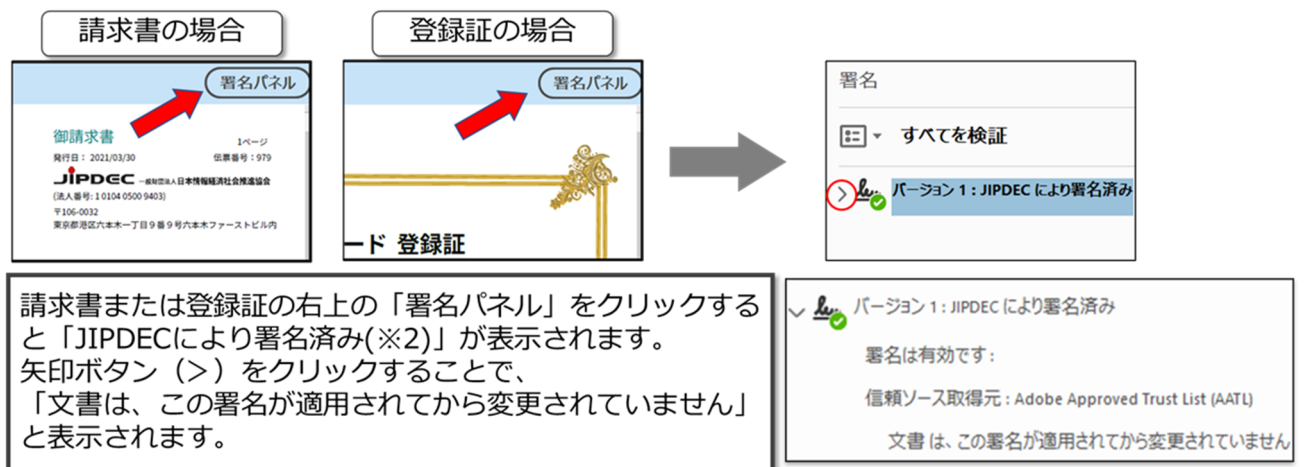 請求書の場合
登録証の場合
署名パネル
御請求書
1ページ
発行日： 2021/03/30
伝票番号：979
JIPDEC 一般財団法人日本情報経済社会推進協会
(法人番号: 1 0104 0500 9403)
〒106-0032
東京都港区六本木一丁目９番９号六本木ファーストビル内
署名パネル
ード 登録証
署名
すべてを検証
バージョン 1 : JIPDEC により署名済み
請求書または登録証の右上の「署名パネル」をクリックする
と「JIPDECにより署名済み(※2)」が表示されます。
矢印ボタン（＞）をクリックすることで、
「文書は、この署名が適用されてから変更されていません」
と表示されます。
バージョン 1 : JIPDEC により署名済み
署名は有効です :
信頼ソース取得元 : Adobe Approved Trust List (AATL)
文書 は、この署名が適用されてから変更されていません